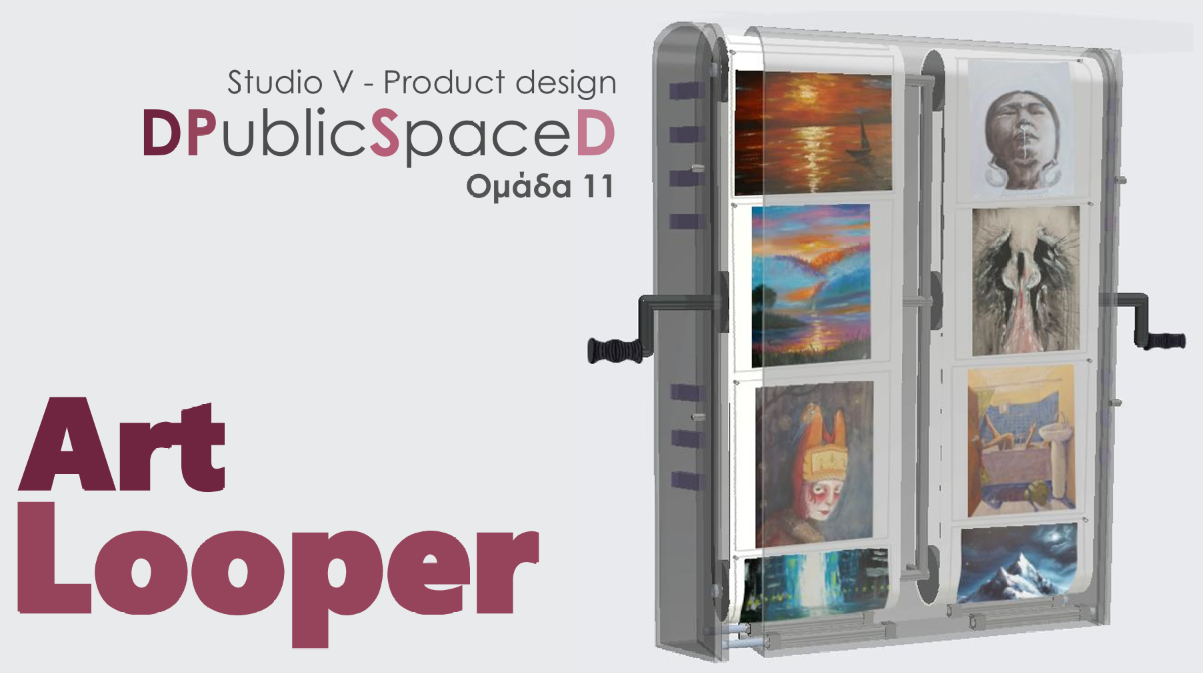 Studio V - Product design
DPublicSpaceD
Ομάδα 11
Art
Looper